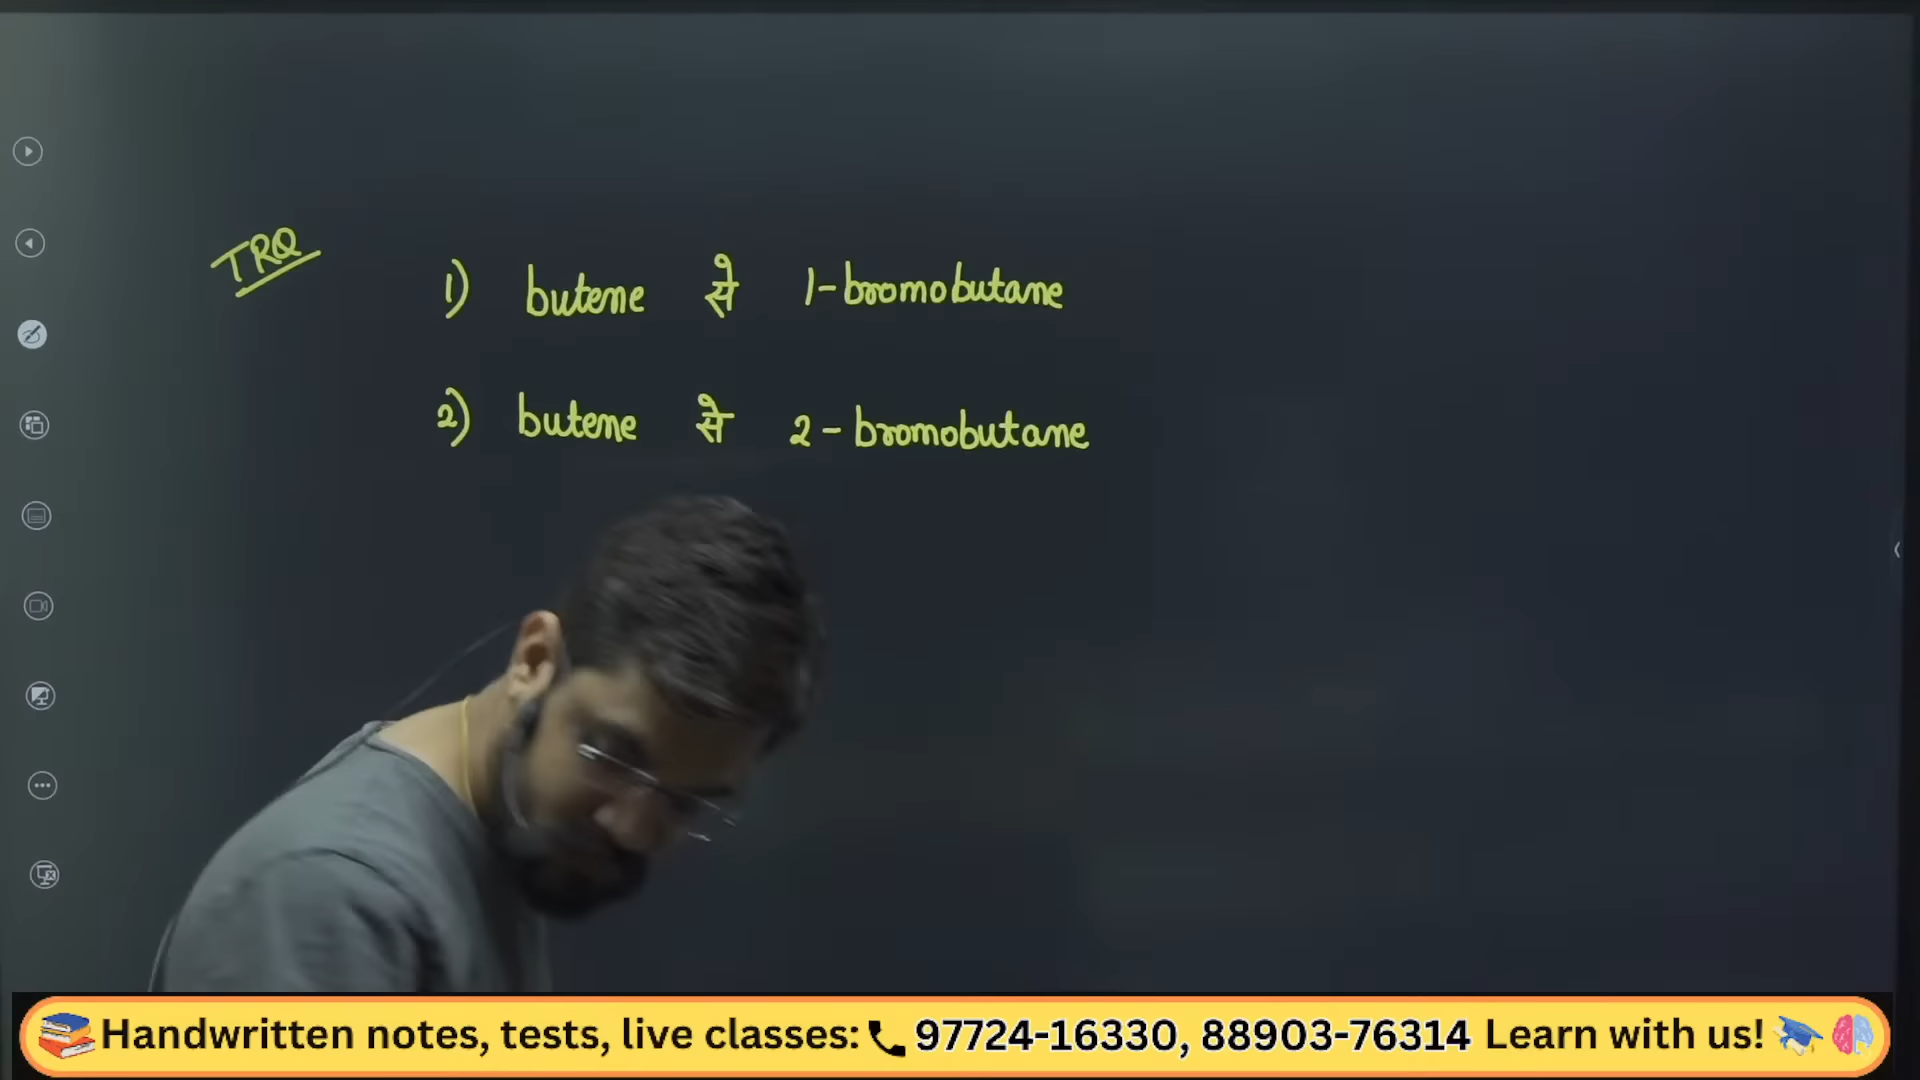 TRQ
1) butene से 1-bromobutane
2) butene से 2-bromobutane
Handwritten notes, tests, live classes: 97724-16330, 88903-76314 Learn with us!